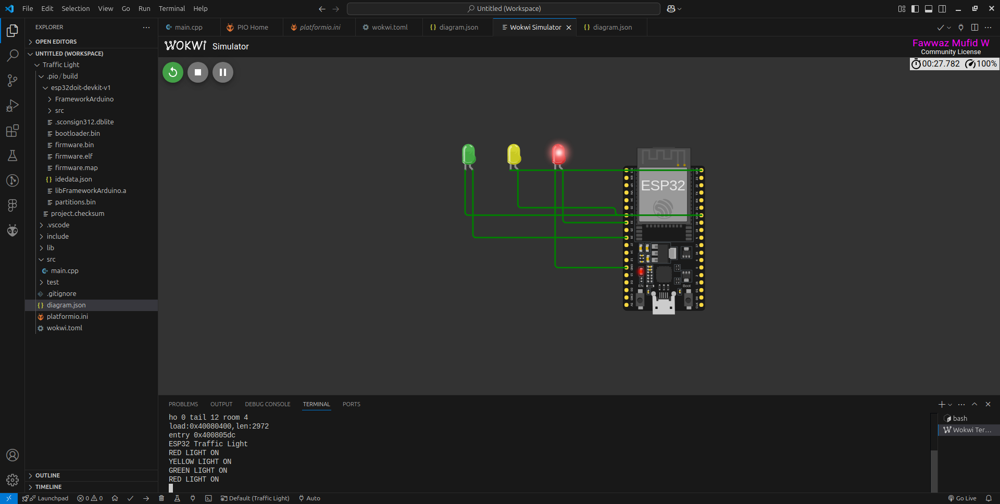 File Edit Selection View Go Run Terminal Help
Untitled (Workspace)
EXPLORER
main.cpp
PIO Home
platformio.ini
wokwi.toml
diagram.json
Wokwi Simulator
diagram.json
OPEN EDITORS
UNTITLED (WORKSPACE)
Traffic Light
.pio / build
esp32doit-devkit-v1
FrameworkArduino
src
.sconsign312.dblite
bootloader.bin
firmware.bin
firmware.elf
firmware.map
idedata.json
libFrameworkArduino.a
partitions.bin
project.checksum
.vscode
include
lib
src
main.cpp
test
.gitignore
diagram.json
platformio.ini
wokwi.toml
OUTLINE
TIMELINE
WOKWI Simulator
Fawwaz Mufid W
Community License
00:27.782 100%
ESP32
EN
Boot
PROBLEMS OUTPUT DEBUG CONSOLE TERMINAL PORTS
ho 0 tail 12 room 4
load:0x40080400,len:2972
entry 0x400805dc
ESP32 Traffic Light
RED LIGHT ON
YELLOW LIGHT ON
GREEN LIGHT ON
RED LIGHT ON
bash
Wokwi Ter...
Launchpad 0 0 Default (Traffic Light) Auto Go Live